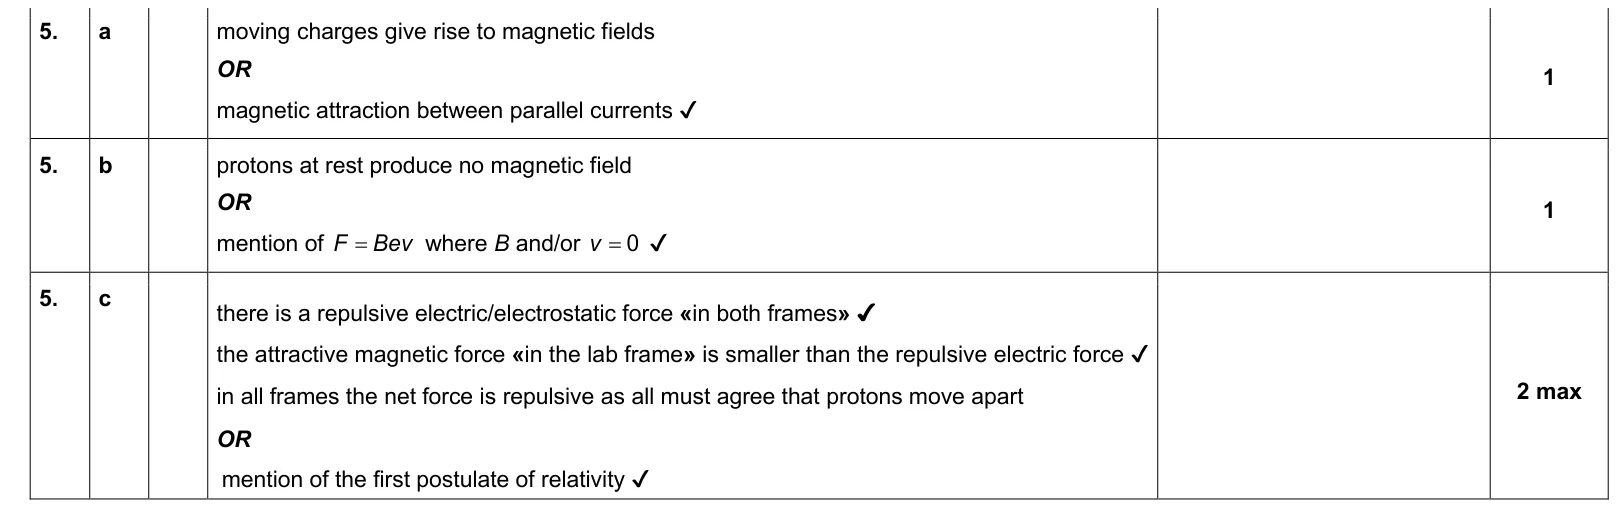 5. a moving charges give rise to magnetic fields
OR
magnetic attraction between parallel currents ✓
1
5. b protons at rest produce no magnetic field
OR
mention of F = Bev where B and/or v = 0 ✓
1
5. c
there is a repulsive electric/electrostatic force «in both frames» ✓
the attractive magnetic force «in the lab frame» is smaller than the repulsive electric force ✓
in all frames the net force is repulsive as all must agree that protons move apart
OR
mention of the first postulate of relativity ✓
2 max